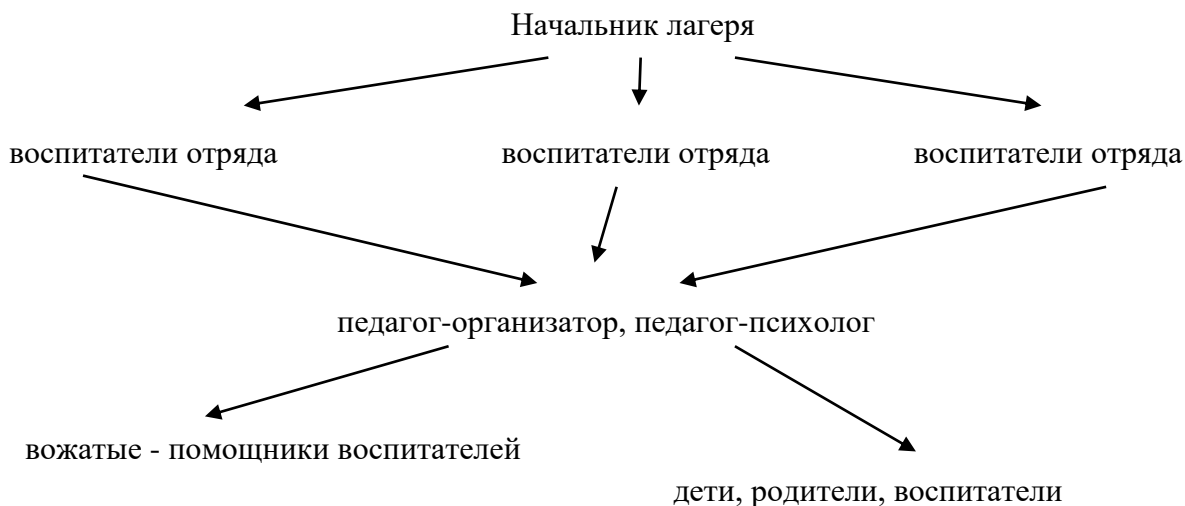 Начальник лагеря
воспитатели отряда воспитатели отряда воспитатели отряда
педагог-организатор, педагог-психолог
вожатые - помощники воспитателей
дети, родители, воспитатели